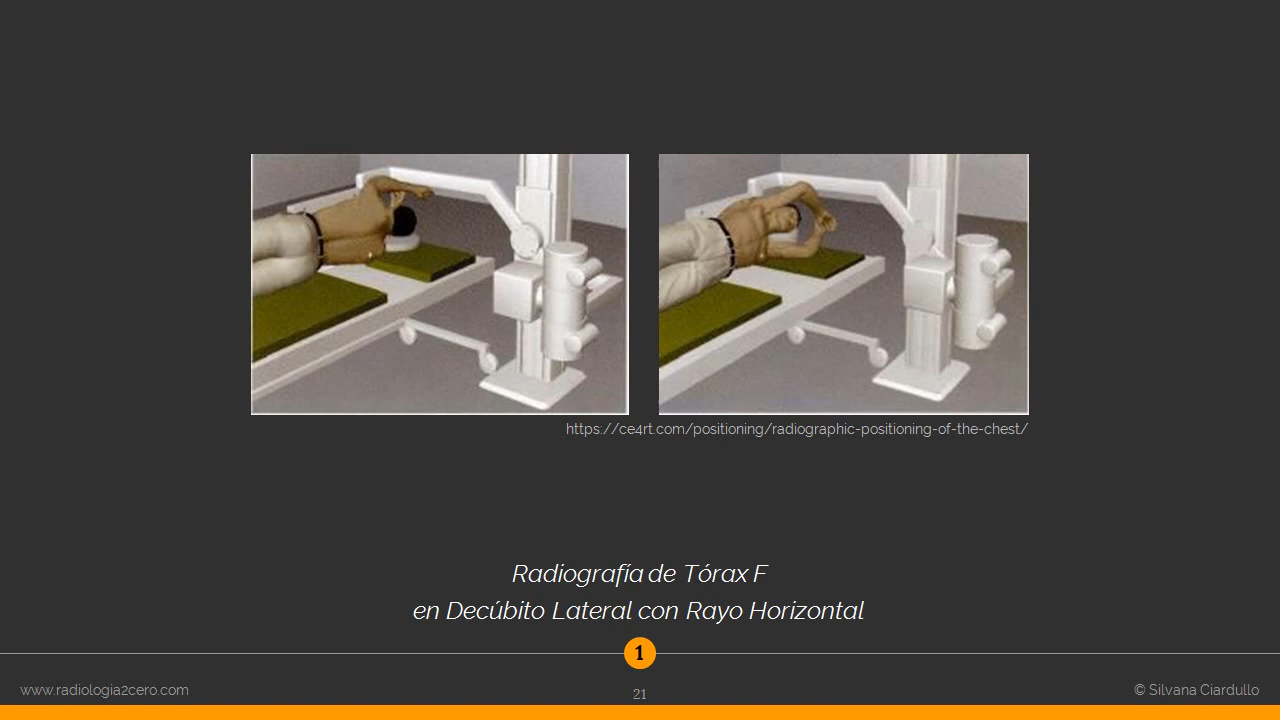 https://ce4rt.com/positioning/radiographic-positioning-of-the-chest/
Radiografía de Tórax F
en Decúbito Lateral con Rayo Horizontal
1
www.radiologia2cero.com
21
© Silvana Ciardullo